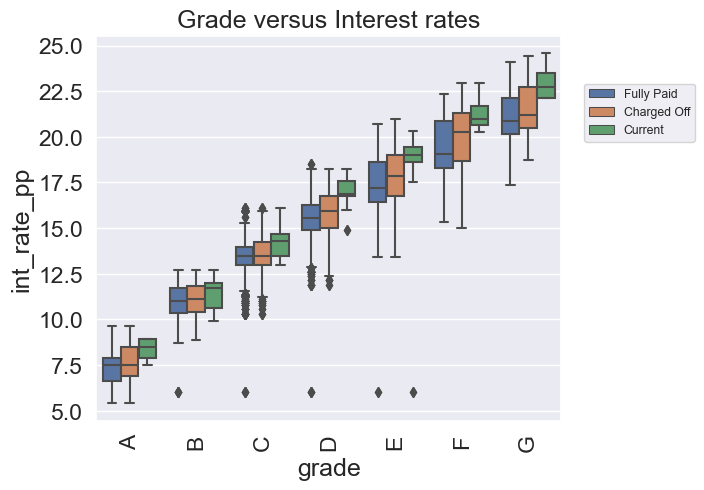 Grade versus Interest rates
25.0
22.5
20.0
17.5
15.0
12.5
10.0
7.5
5.0
int_rate_pp
A
B
C
D
E
F
G
grade
Fully Paid
Charged Off
Current